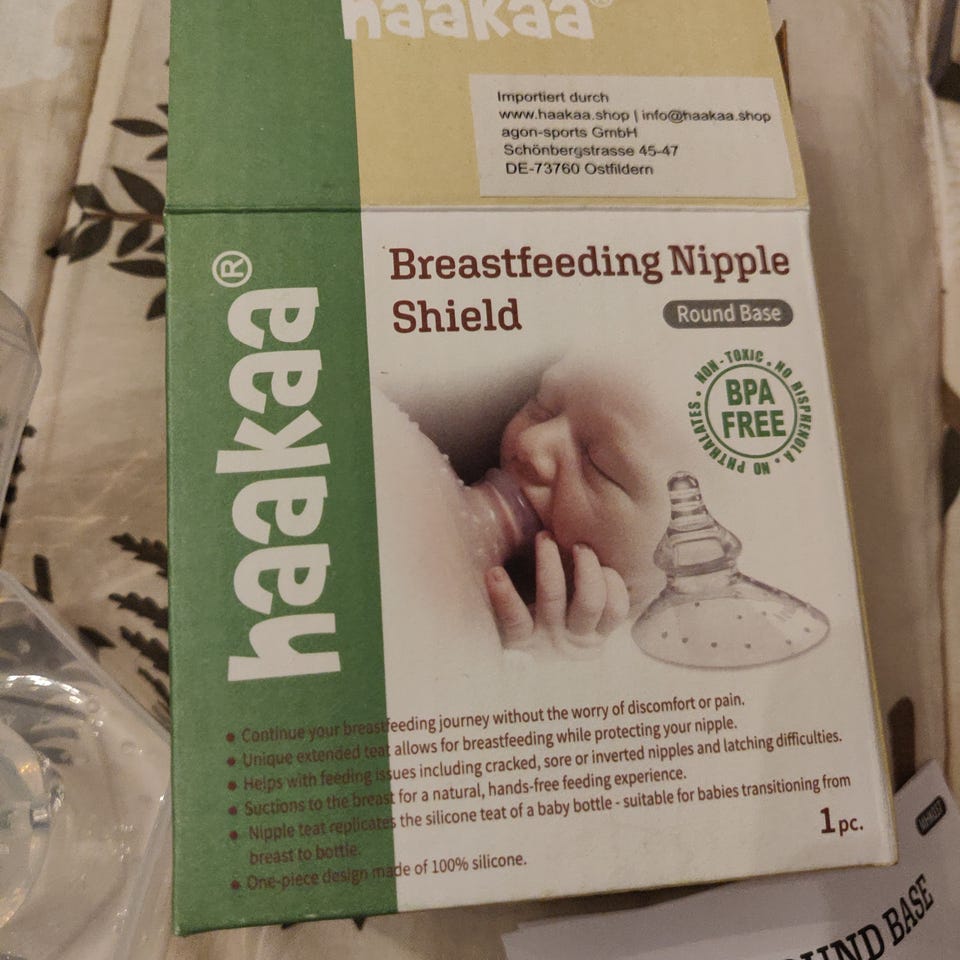 haakaa®
Importiert durch
www.haakaa.shop | info@haakaa.shop
agon-sports GmbH
Schönbergstrasse 45-47
DE-73760 Ostfildern
haakaa®
Breastfeeding Nipple
Shield
Round Base
NON-TOXIC • NO BISPHENOLA • NO PHTHALATES •
BPA
FREE
• Continue your breastfeeding journey without the worry of discomfort or pain.
• Unique extended teat allows for breastfeeding while protecting your nipple.
• Helps with feeding issues including cracked, sore or inverted nipples and latching difficulties.
• Suctions to the breast for a natural, hands-free feeding experience.
• Nipple teat replicates the silicone teat of a baby bottle - suitable for babies transitioning from
breast to bottle.
• One-piece design made of 100% silicone.
1pc.
ROUND BASE